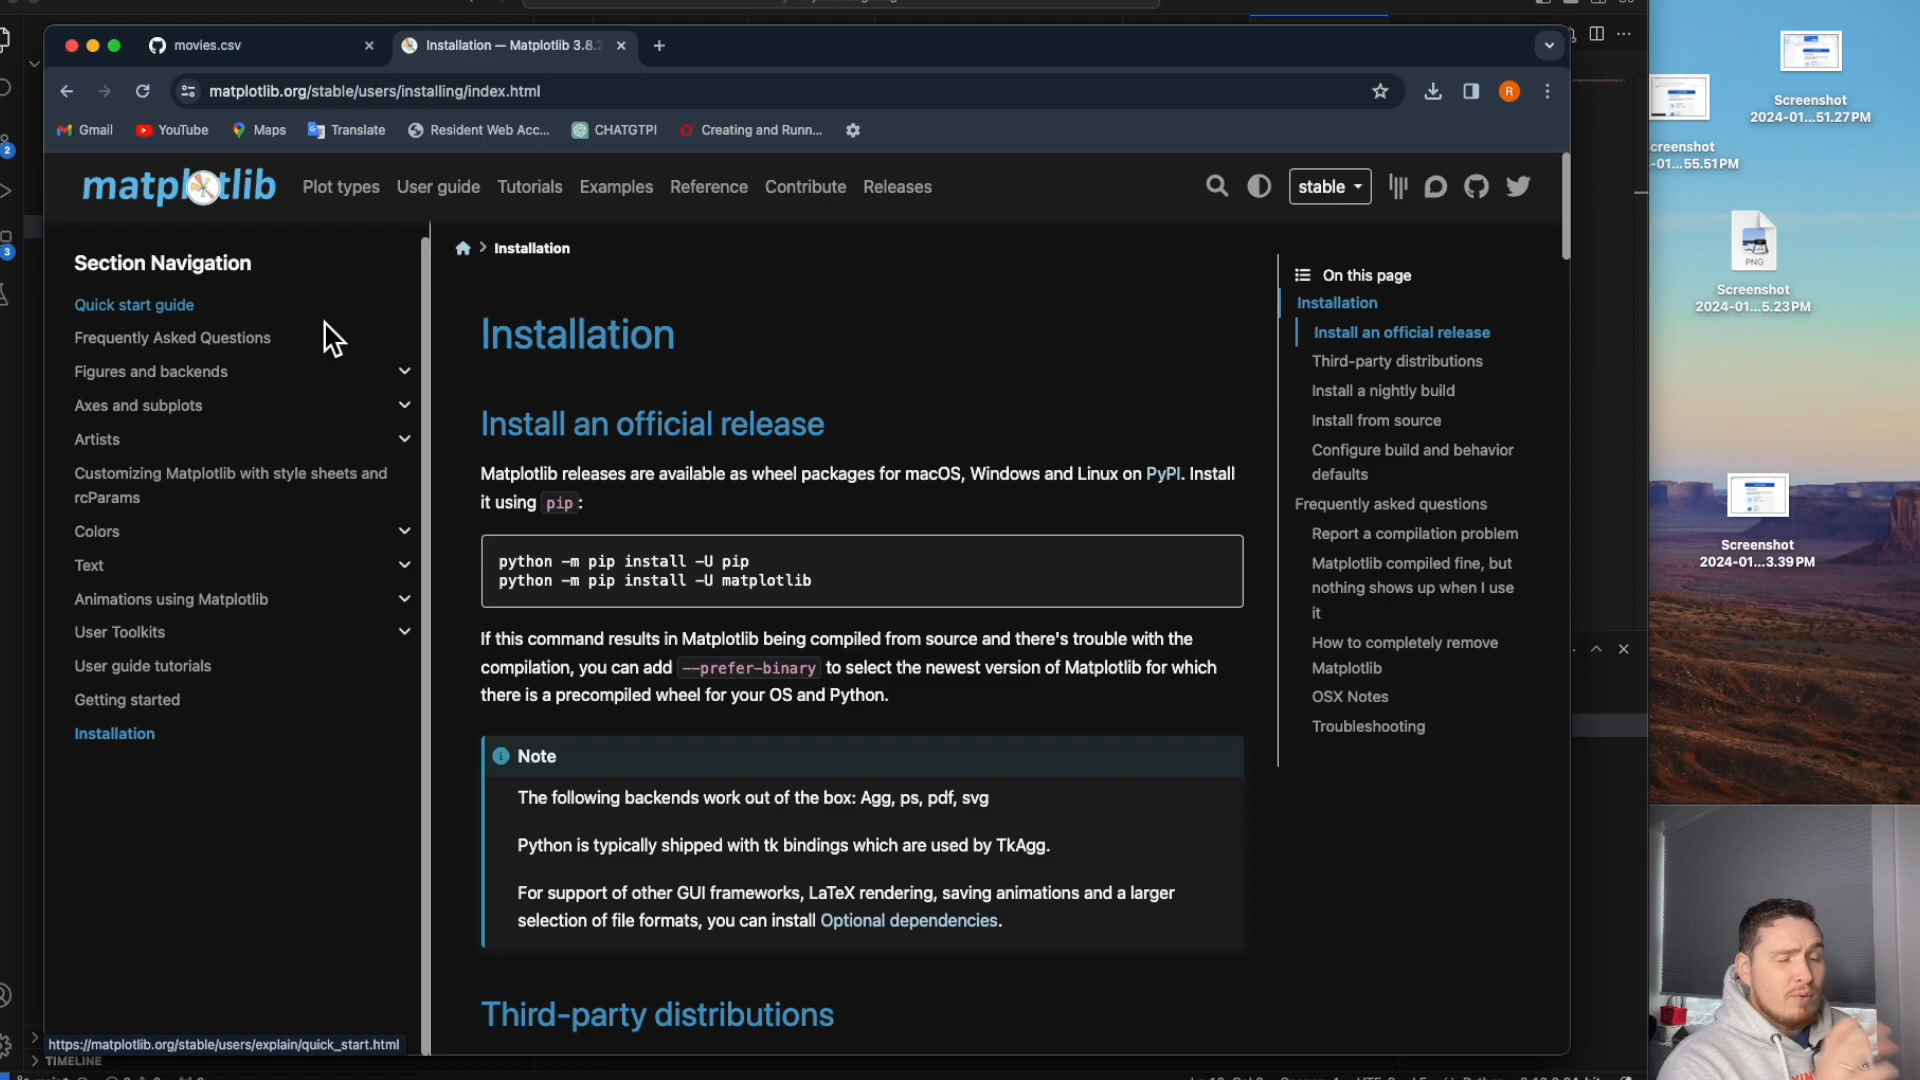 movies.csv
Installation — Matplotlib 3.8.2
matplotlib.org/stable/users/installing/index.html
Gmail
YouTube
Maps
Translate
Resident Web Acc...
CHATGTPI
Creating and Runn...
matplotlib
Plot types
User guide
Tutorials
Examples
Reference
Contribute
Releases
stable
Section Navigation
Quick start guide
Frequently Asked Questions
Figures and backends
Axes and subplots
Artists
Customizing Matplotlib with style sheets and
rcParams
Colors
Text
Animations using Matplotlib
User Toolkits
User guide tutorials
Getting started
Installation
Installation
Installation
Install an official release
Matplotlib releases are available as wheel packages for macOS, Windows and Linux on PyPI. Install
it using pip:
python -m pip install -U pip
python -m pip install -U matplotlib
If this command results in Matplotlib being compiled from source and there's trouble with the
compilation, you can add --prefer-binary to select the newest version of Matplotlib for which
there is a precompiled wheel for your OS and Python.
Note
The following backends work out of the box: Agg, ps, pdf, svg
Python is typically shipped with tk bindings which are used by TkAgg.
For support of other GUI frameworks, LaTeX rendering, saving animations and a larger
selection of file formats, you can install Optional dependencies.
Third-party distributions
On this page
Installation
Install an official release
Third-party distributions
Install a nightly build
Install from source
Configure build and behavior
defaults
Frequently asked questions
Report a compilation problem
Matplotlib compiled fine, but
nothing shows up when I use
it
How to completely remove
Matplotlib
OSX Notes
Troubleshooting
https://matplotlib.org/stable/users/explain/quick_start.html
TIMELINE
R
2
3
Screenshot
2024-01...51.27 PM
creenshot
-01...55.51 PM
PNG
Screenshot
2024-01...5.23 PM
Screenshot
2024-01...3.39 PM